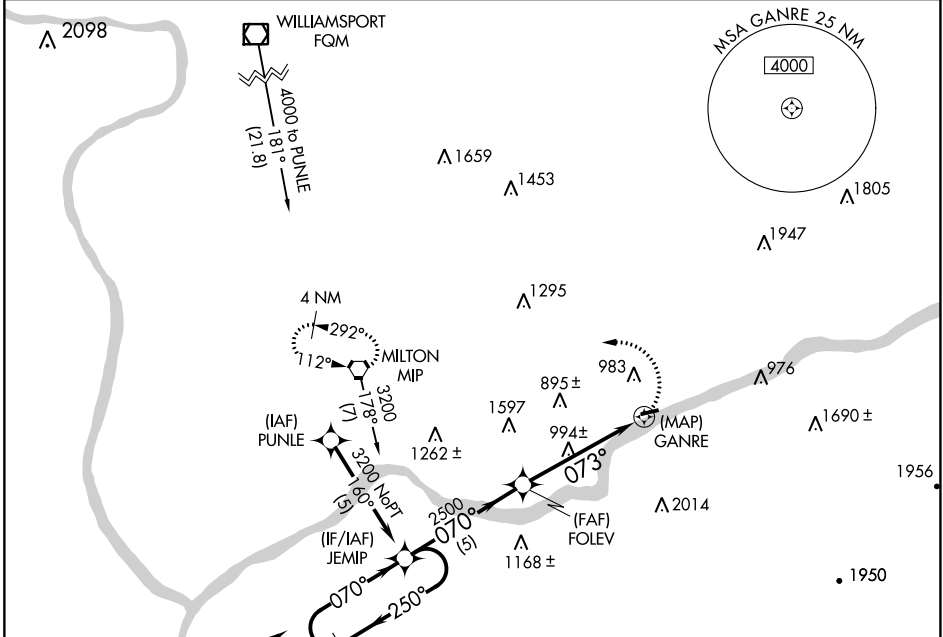 2098
WILLIAMSPORT
FQM
4000 to PUNLE
181°
(21.8)
MSA GANRE 25 NM
4000
1659
1453
1805
1947
1295
4 NM
292°
112°
MILTON
MIP
3200
178°
(7)
983
976
895 ±
1597
994±
(MAP)
GANRE
1690 ±
(IAF)
PUNLE
1262 ±
3200 NoPT
160°
(5)
073°
1956
2014
2500
070°
(5)
(FAF)
FOLEV
(IF/IAF)
JEMIP
1168 ±
1950
070°
250°